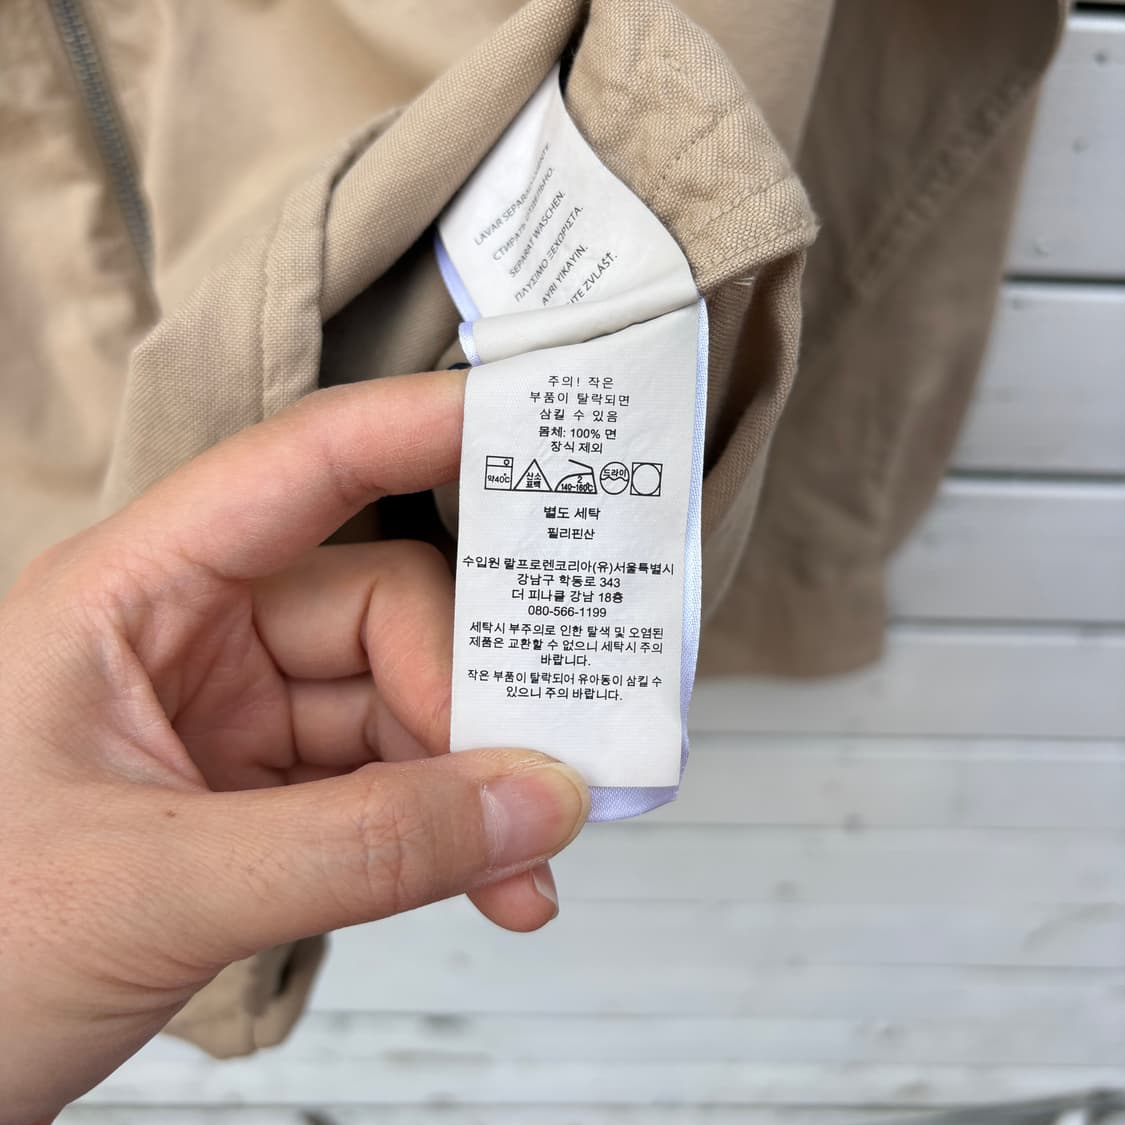 LAVAR SEPARADAMENTE
СТИРАТЬ ОТДЕЛЬНО.
SEPARAT WASCHEN.
ΠΛΥΣΙΜΟ ΞΕΧΩΡΙΣΤΑ.
AYRI YIKAYIN.
ZVLÁŠŤ.
주의! 작은
부품이 탈락되면
삼킬 수 있음
몸체: 100% 면
장식 제외
약40℃ 산소 표백 2 140~160℃ 드라이
별도 세탁
필리핀산
수입원 랄프로렌코리아(유)서울특별시
강남구 학동로 343
더 피나클 강남 18층
080-566-1199
세탁시 부주의로 인한 탈색 및 오염된
제품은 교환할 수 없으니 세탁시 주의
바랍니다.
작은 부품이 탈락되어 유아동이 삼킬 수
있으니 주의 바랍니다.